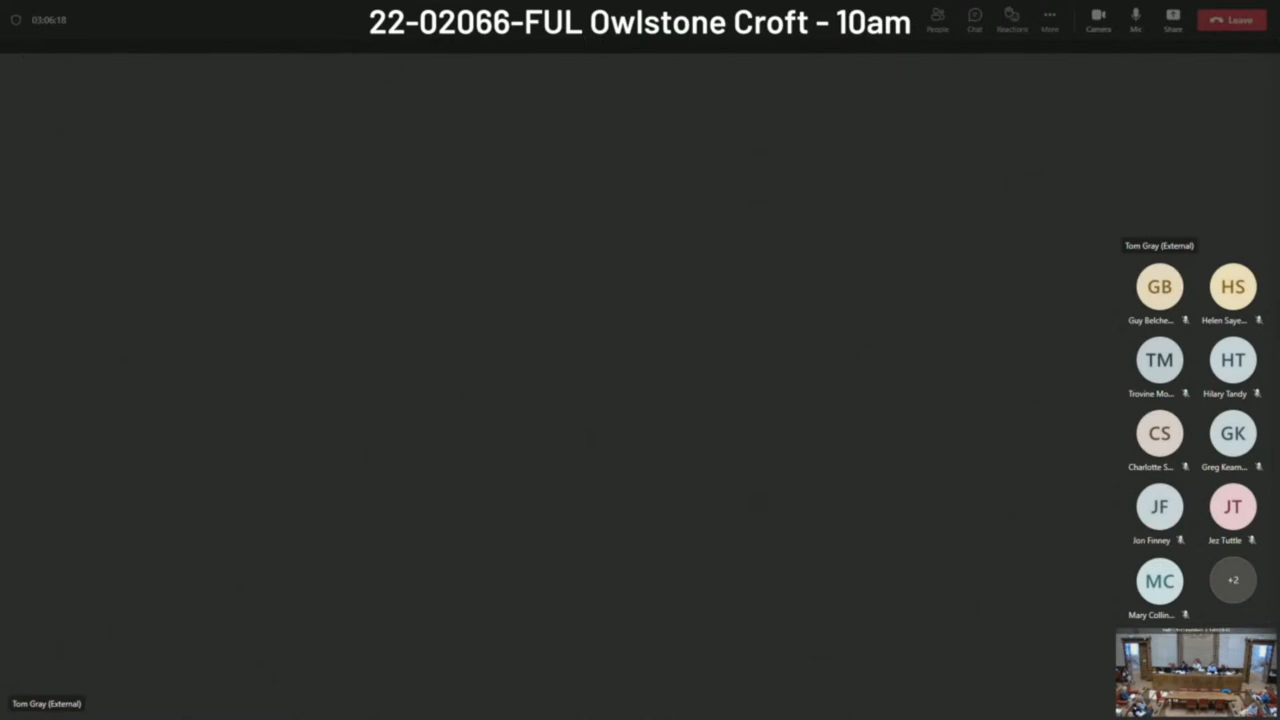 03:06:18
22-02066-FUL Owlstone Croft - 10am
People
Chat
Reactions
More
Camera
Mic
Share
Leave
Tom Gray (External)
GB
HS
Guy Belche...
Helen Saye...
TM
HT
Trovine Mo...
Hilary Tandy
CS
GK
Charlotte S...
Greg Kearn...
JF
JT
Jon Finney
Jez Tuttle
MC
+2
Mary Collin...
Tom Gray (External)